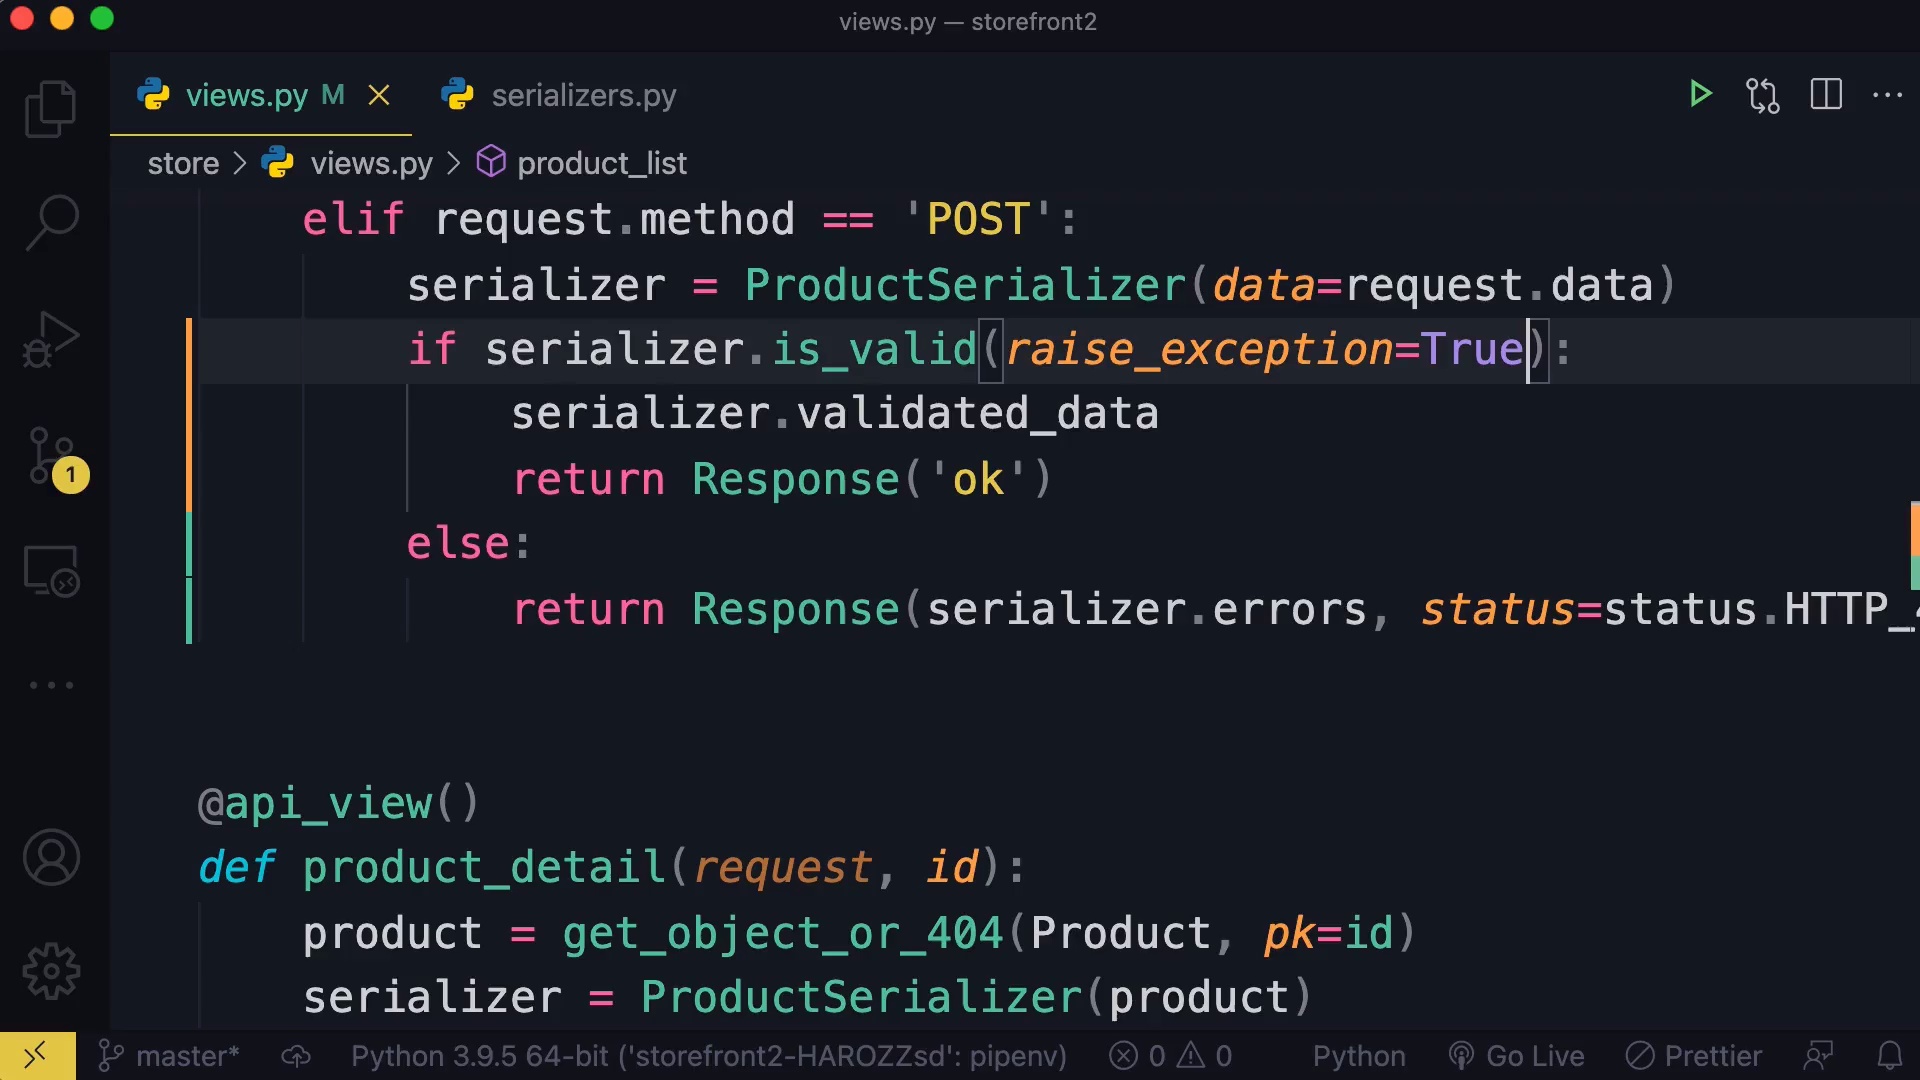 views.py — storefront2
views.py M serializers.py
store > views.py > product_list
elif request.method == 'POST':
serializer = ProductSerializer(data=request.data)
if serializer.is_valid(raise_exception=True):
serializer.validated_data
return Response('ok')
else:
return Response(serializer.errors, status=status.HTTP_
1
@api_view()
def product_detail(request, id):
product = get_object_or_404(Product, pk=id)
serializer = ProductSerializer(product)
master* Python 3.9.5 64-bit ('storefront2-HAROZZsd': pipenv) 0 0 Python Go Live Prettier